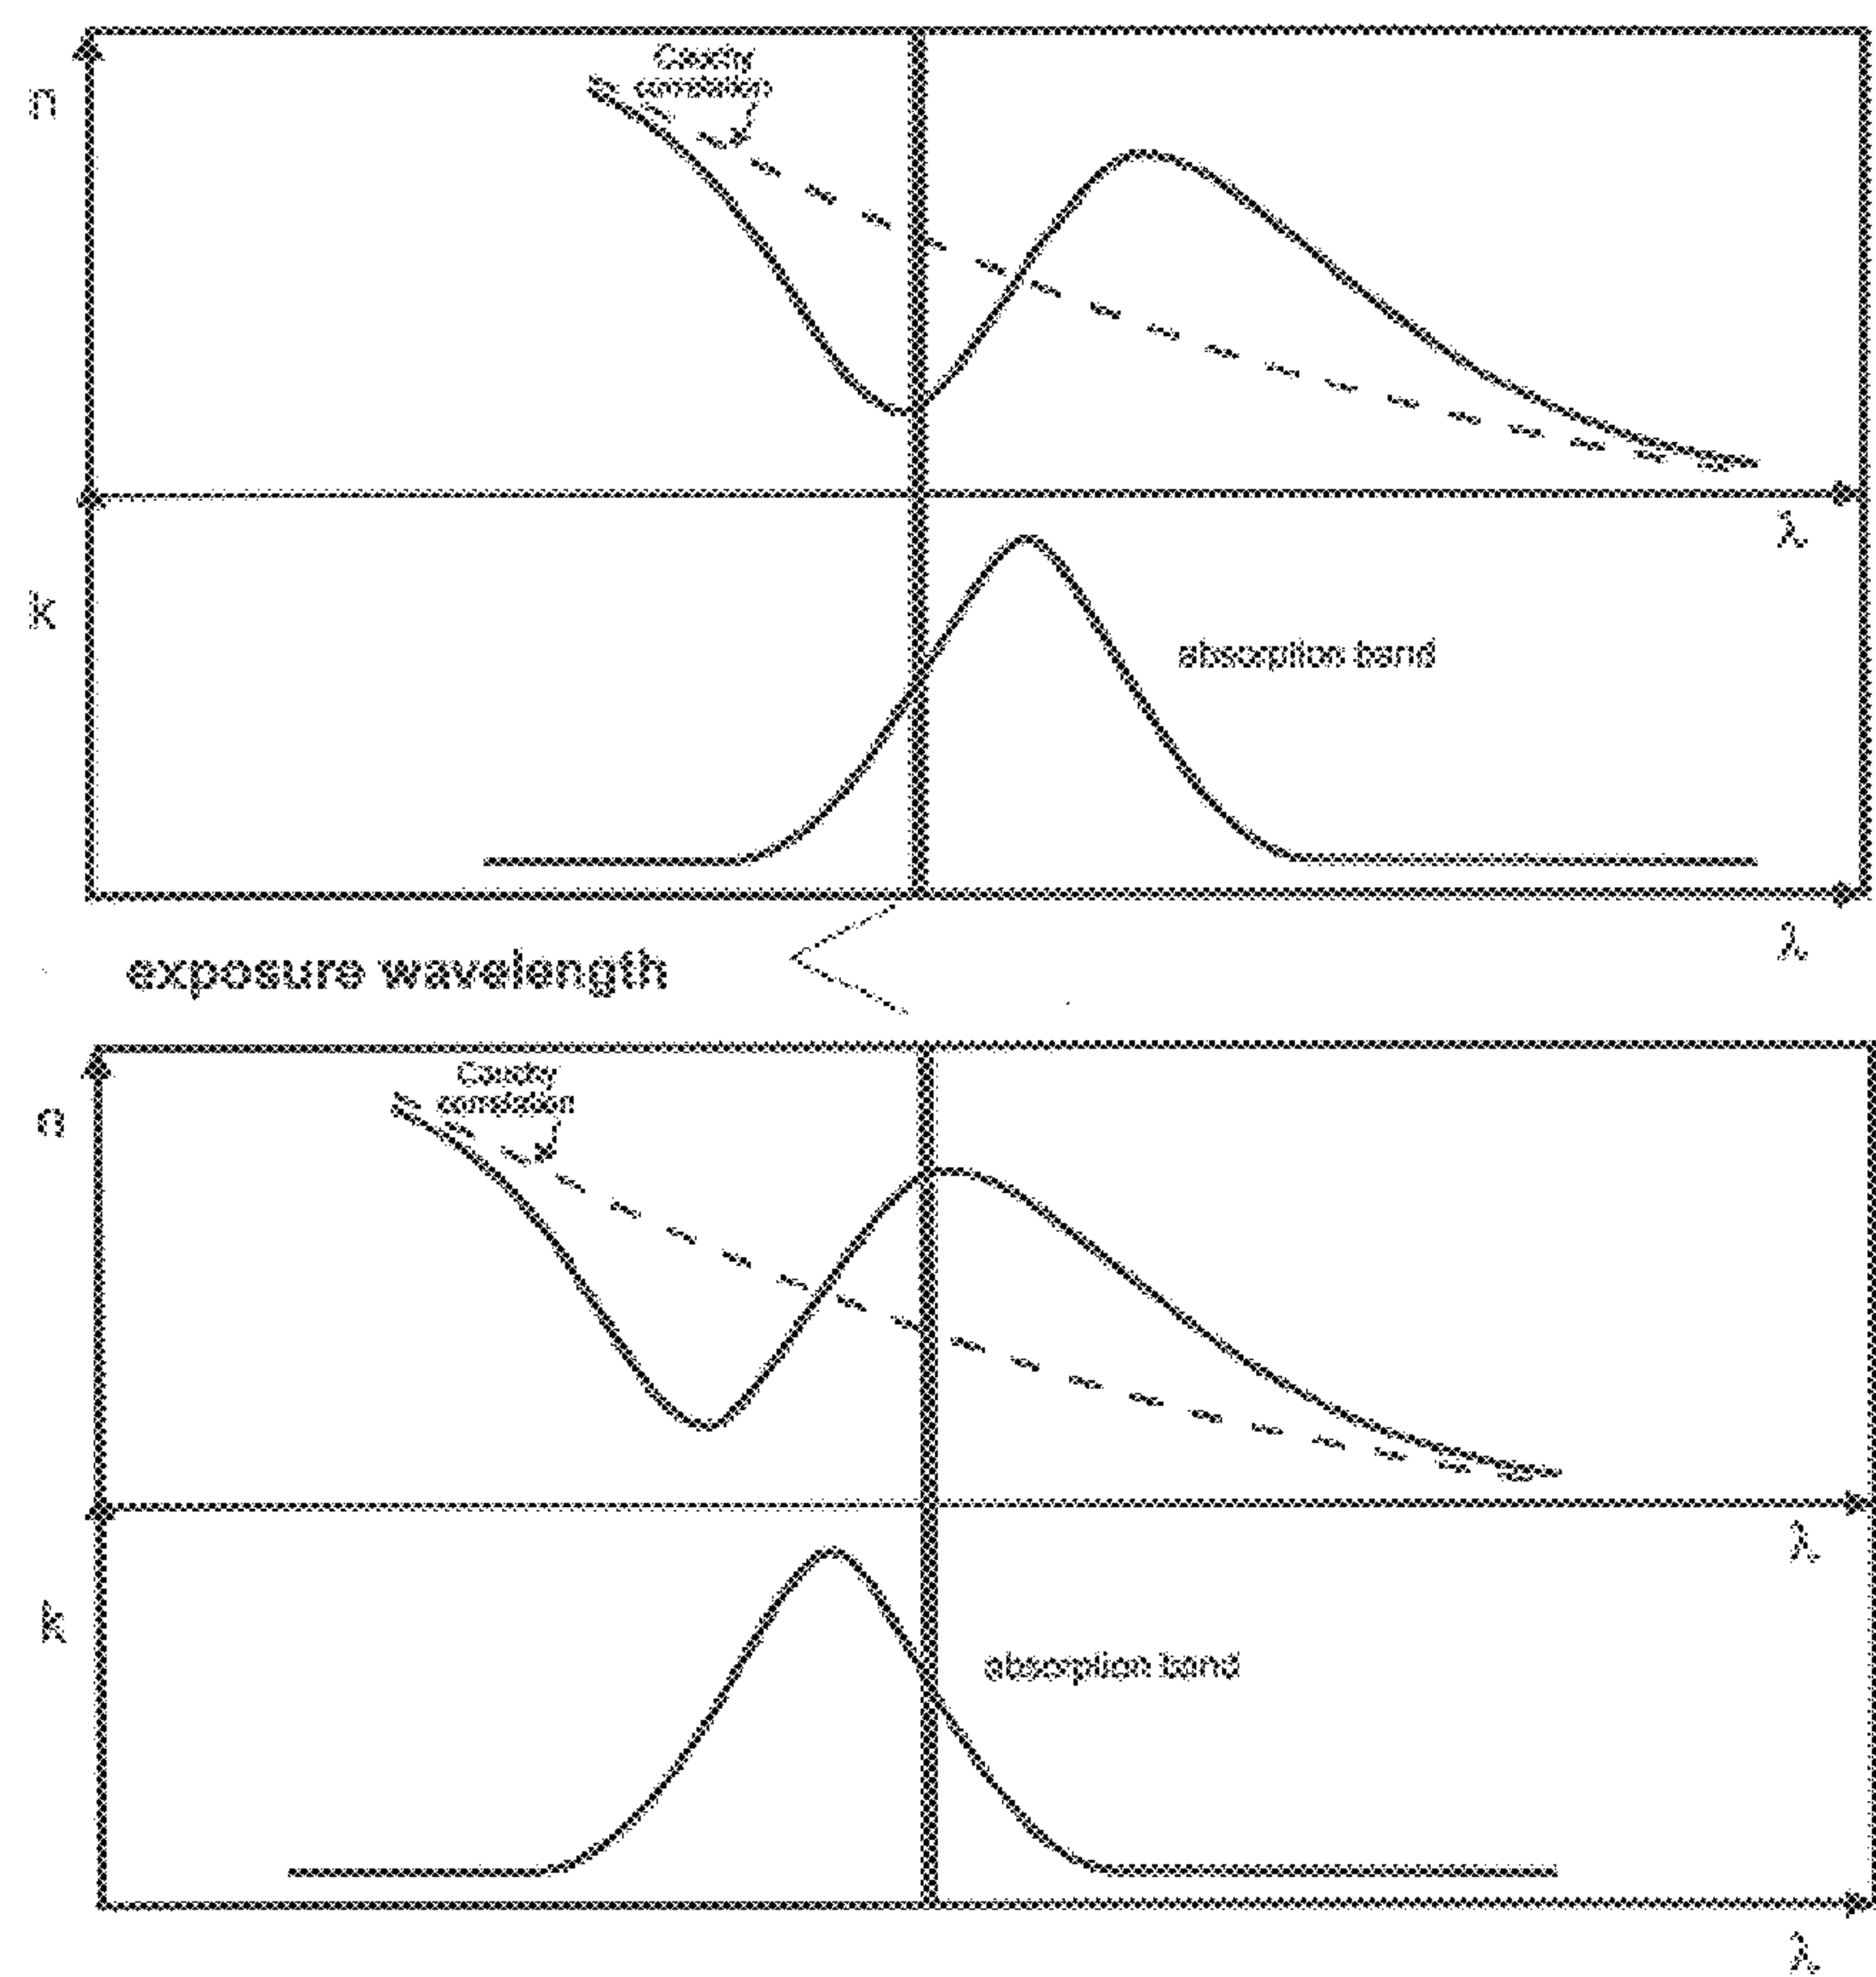 n
Cauchy
correlation
λ
k
absorption band
λ
exposure wavelength
n
Cauchy
correlation
λ
k
absorption band
λ